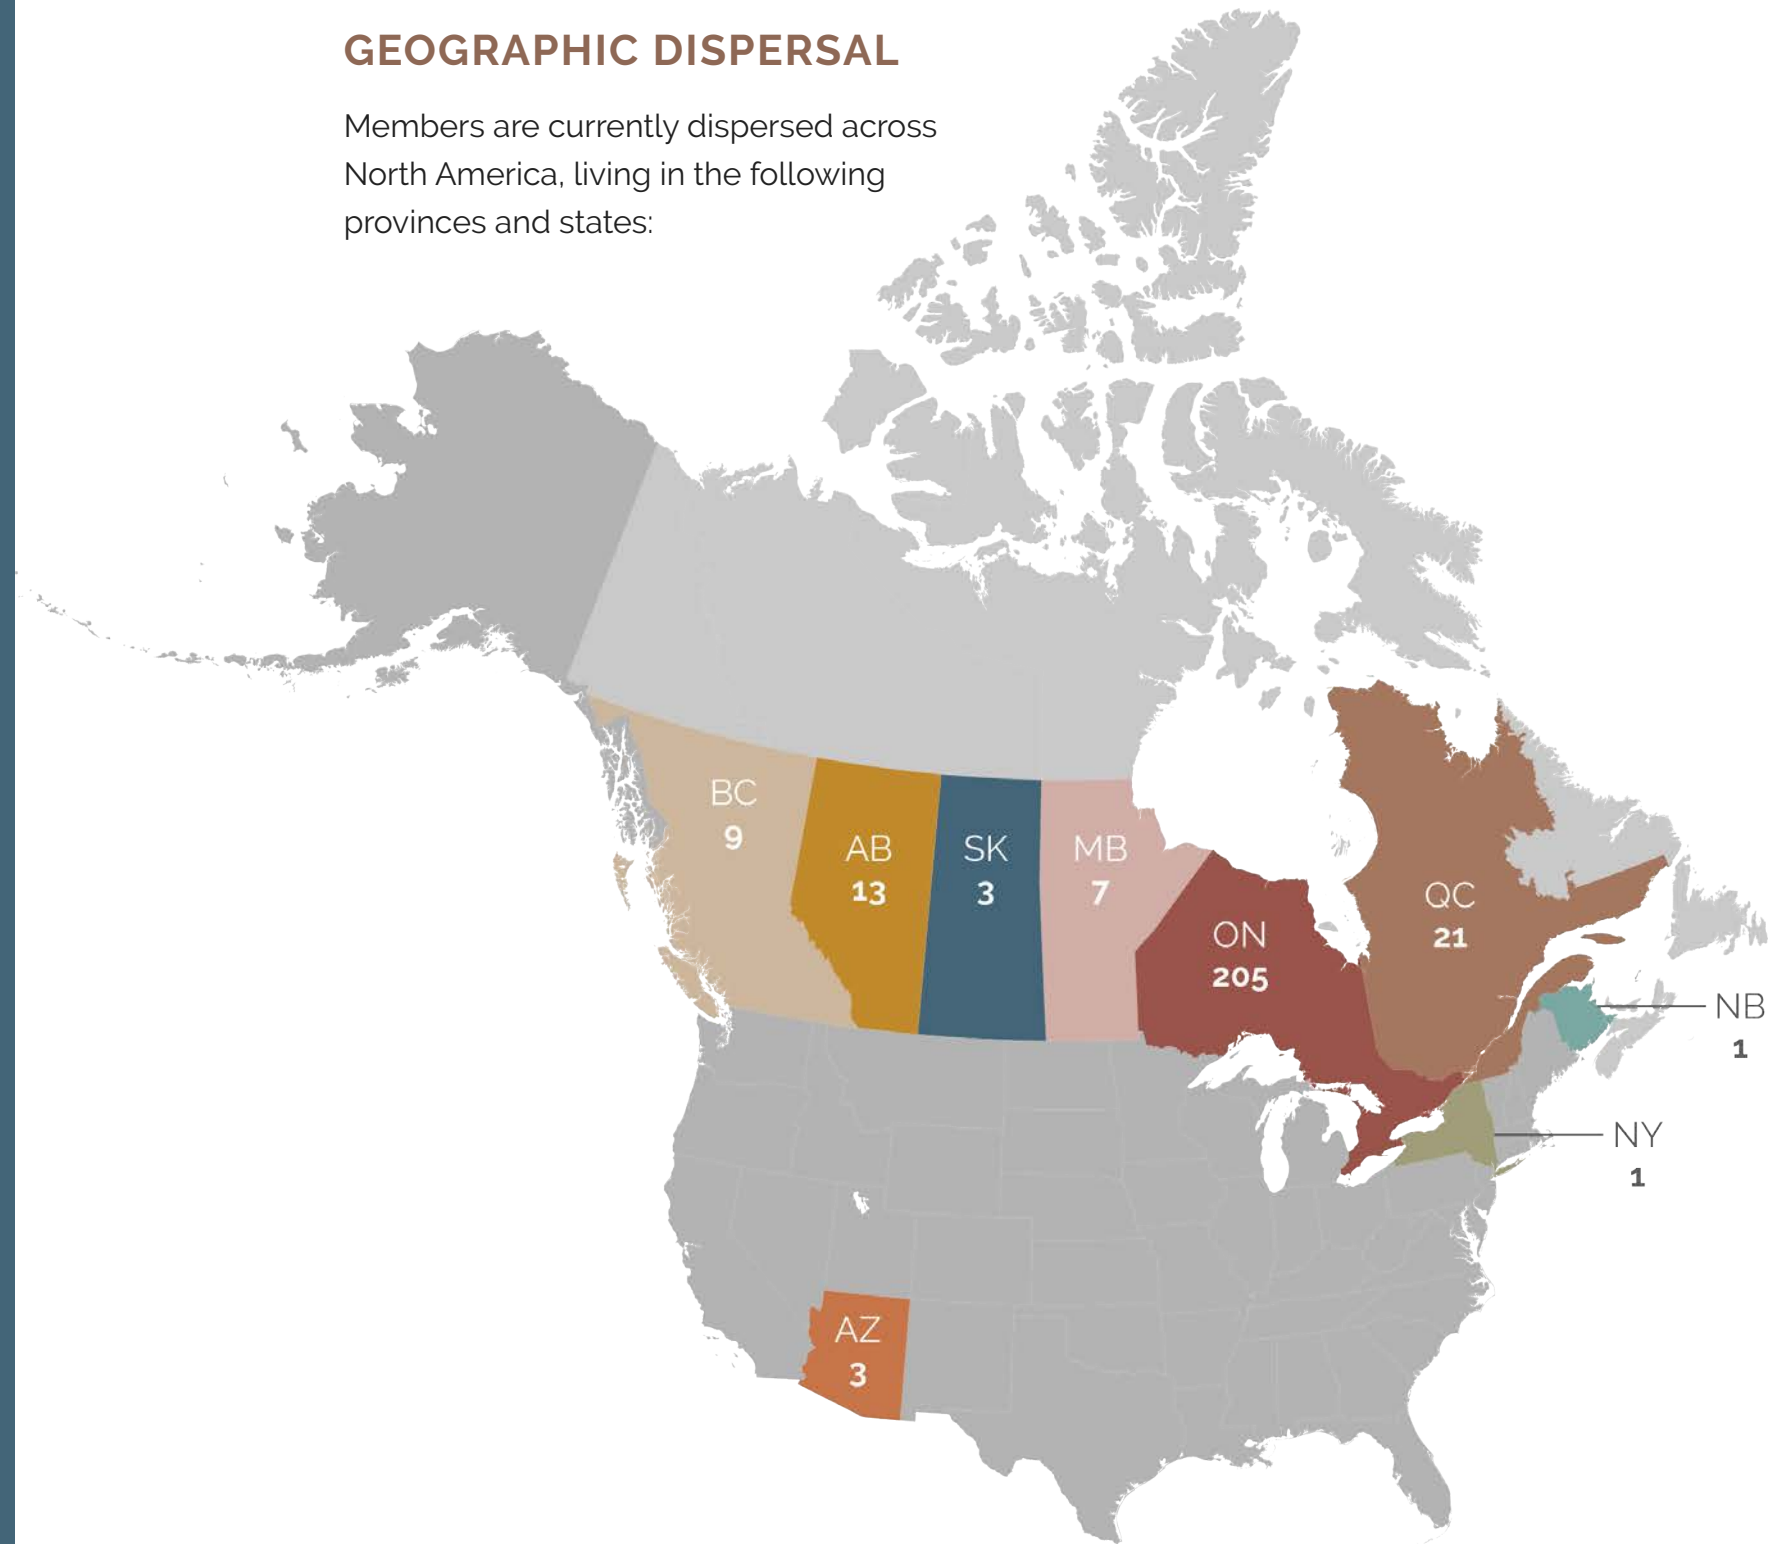 GEOGRAPHIC DISPERSAL
Members are currently dispersed across
North America, living in the following
provinces and states:
BC
9
AB
13
SK
3
MB
7
ON
205
QC
21
NB
1
NY
1
AZ
3